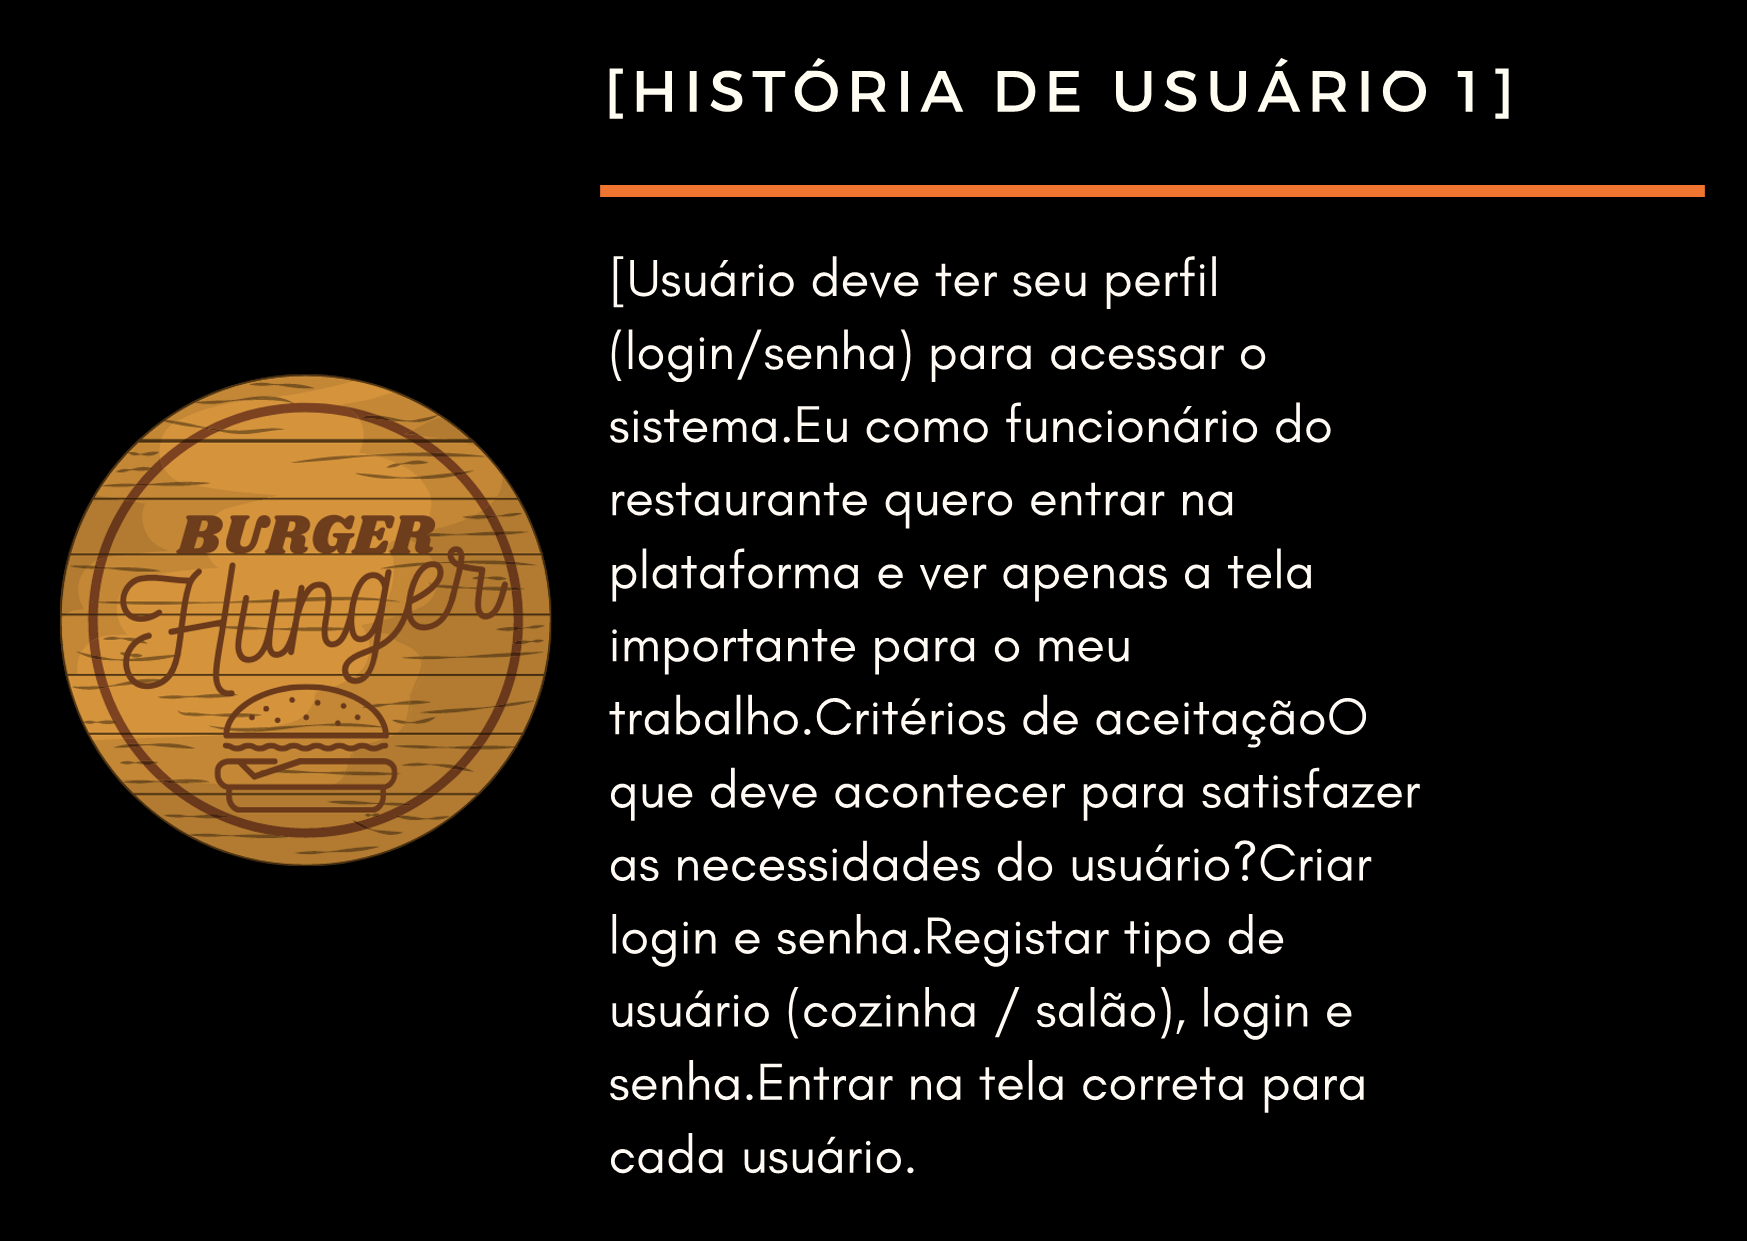 [HISTÓRIA DE USUÁRIO 1]
[Usuário deve ter seu perfil
(login/senha) para acessar o
sistema.Eu como funcionário do
restaurante quero entrar na
plataforma e ver apenas a tela
importante para o meu
trabalho.Critérios de aceitaçãoO
que deve acontecer para satisfazer
as necessidades do usuário?Criar
login e senha.Registar tipo de
usuário (cozinha / salão), login e
senha.Entrar na tela correta para
cada usuário.
BURGER
Hunger